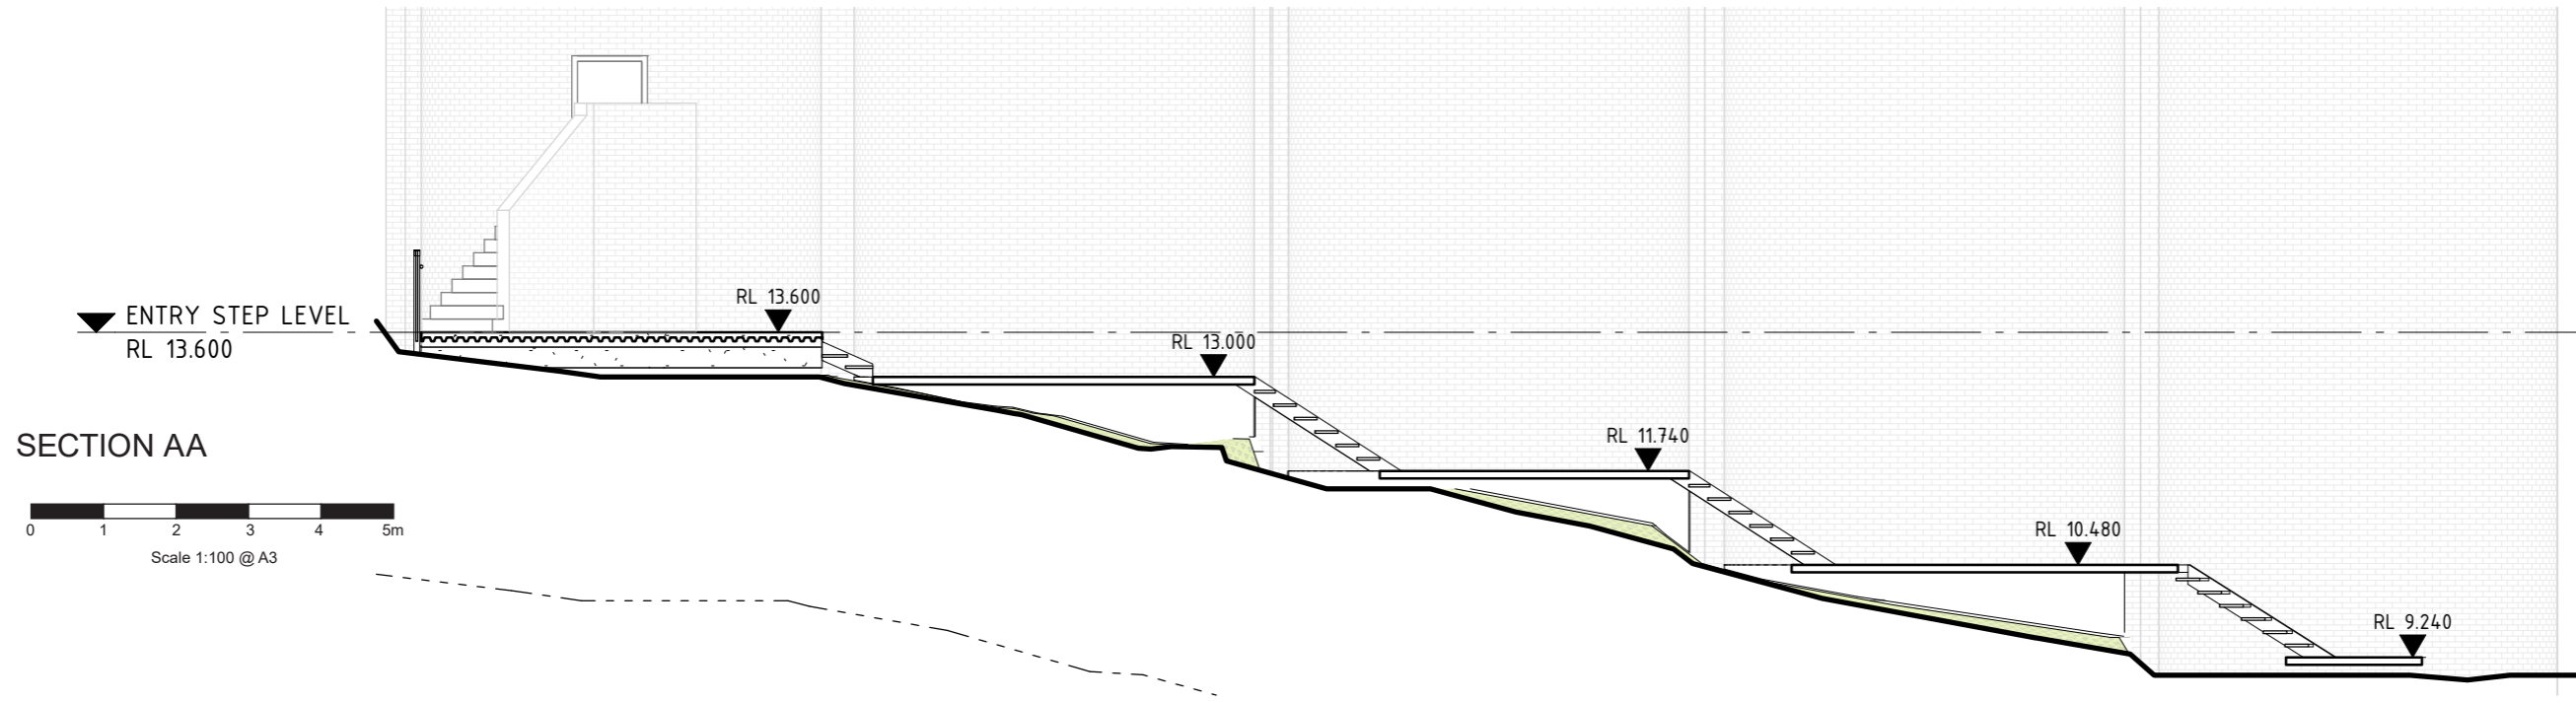 RL 13.600
ENTRY STEP LEVEL
RL 13.600
RL 13.000
RL 11.740
RL 10.480
RL 9.240
SECTION AA
0 1 2 3 4 5m
Scale 1:100 @ A3